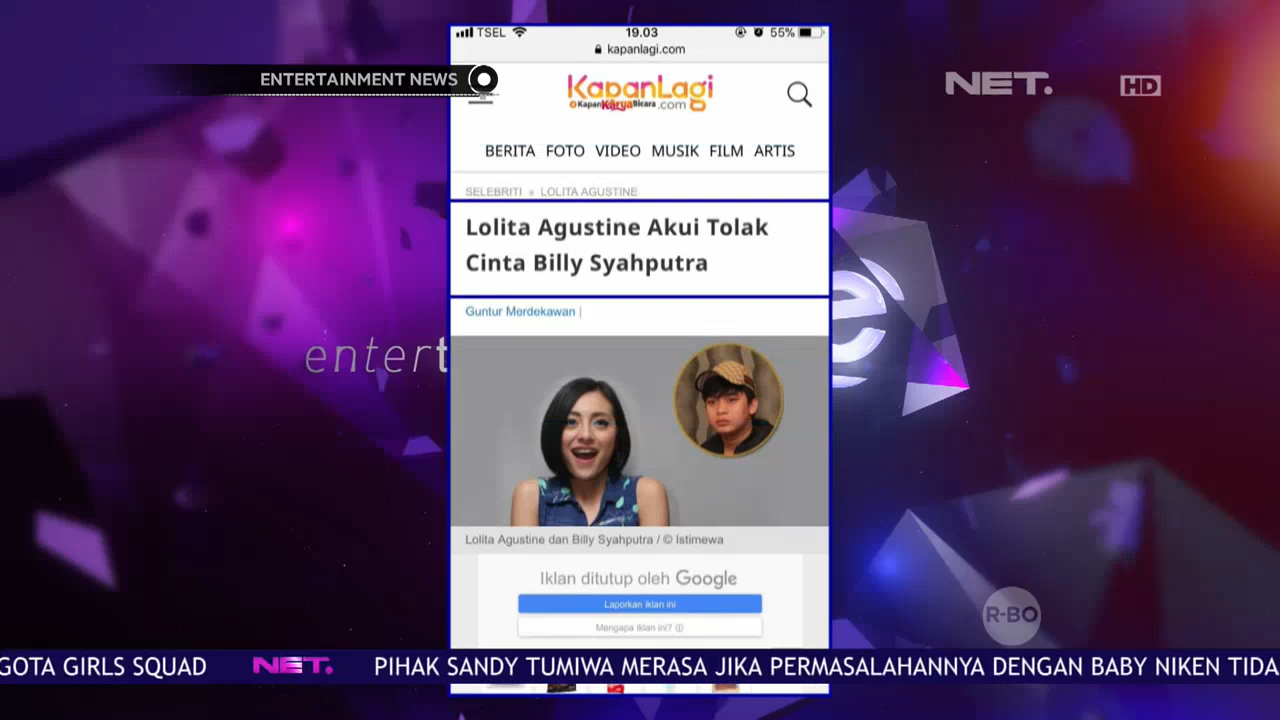 TSEL 19.03 55%
kapanlagi.com
ENTERTAINMENT NEWS
KapanLagi
KapanKaryaBicara .com
NET.
HD
BERITA FOTO VIDEO MUSIK FILM ARTIS
SELEBRITI » LOLITA AGUSTINE
Lolita Agustine Akui Tolak
Cinta Billy Syahputra
Guntur Merdekawan |
entert
e
Lolita Agustine dan Billy Syahputra / © Istimewa
Iklan ditutup oleh Google
Laporkan iklan ini
Mengapa iklan ini?
R-BO
GOTA GIRLS SQUAD NET. PIHAK SANDY TUMIWA MERASA JIKA PERMASALAHANNYA DENGAN BABY NIKEN TIDA